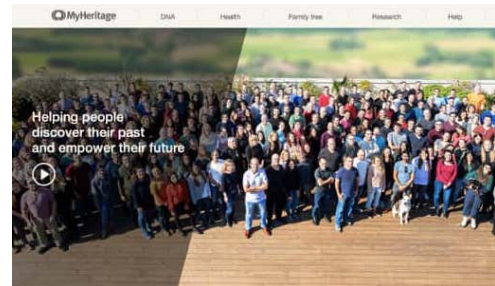 MyHeritage
DNA
Health
Family tree
Research
Help
Helping people
discover their past
and empower their future